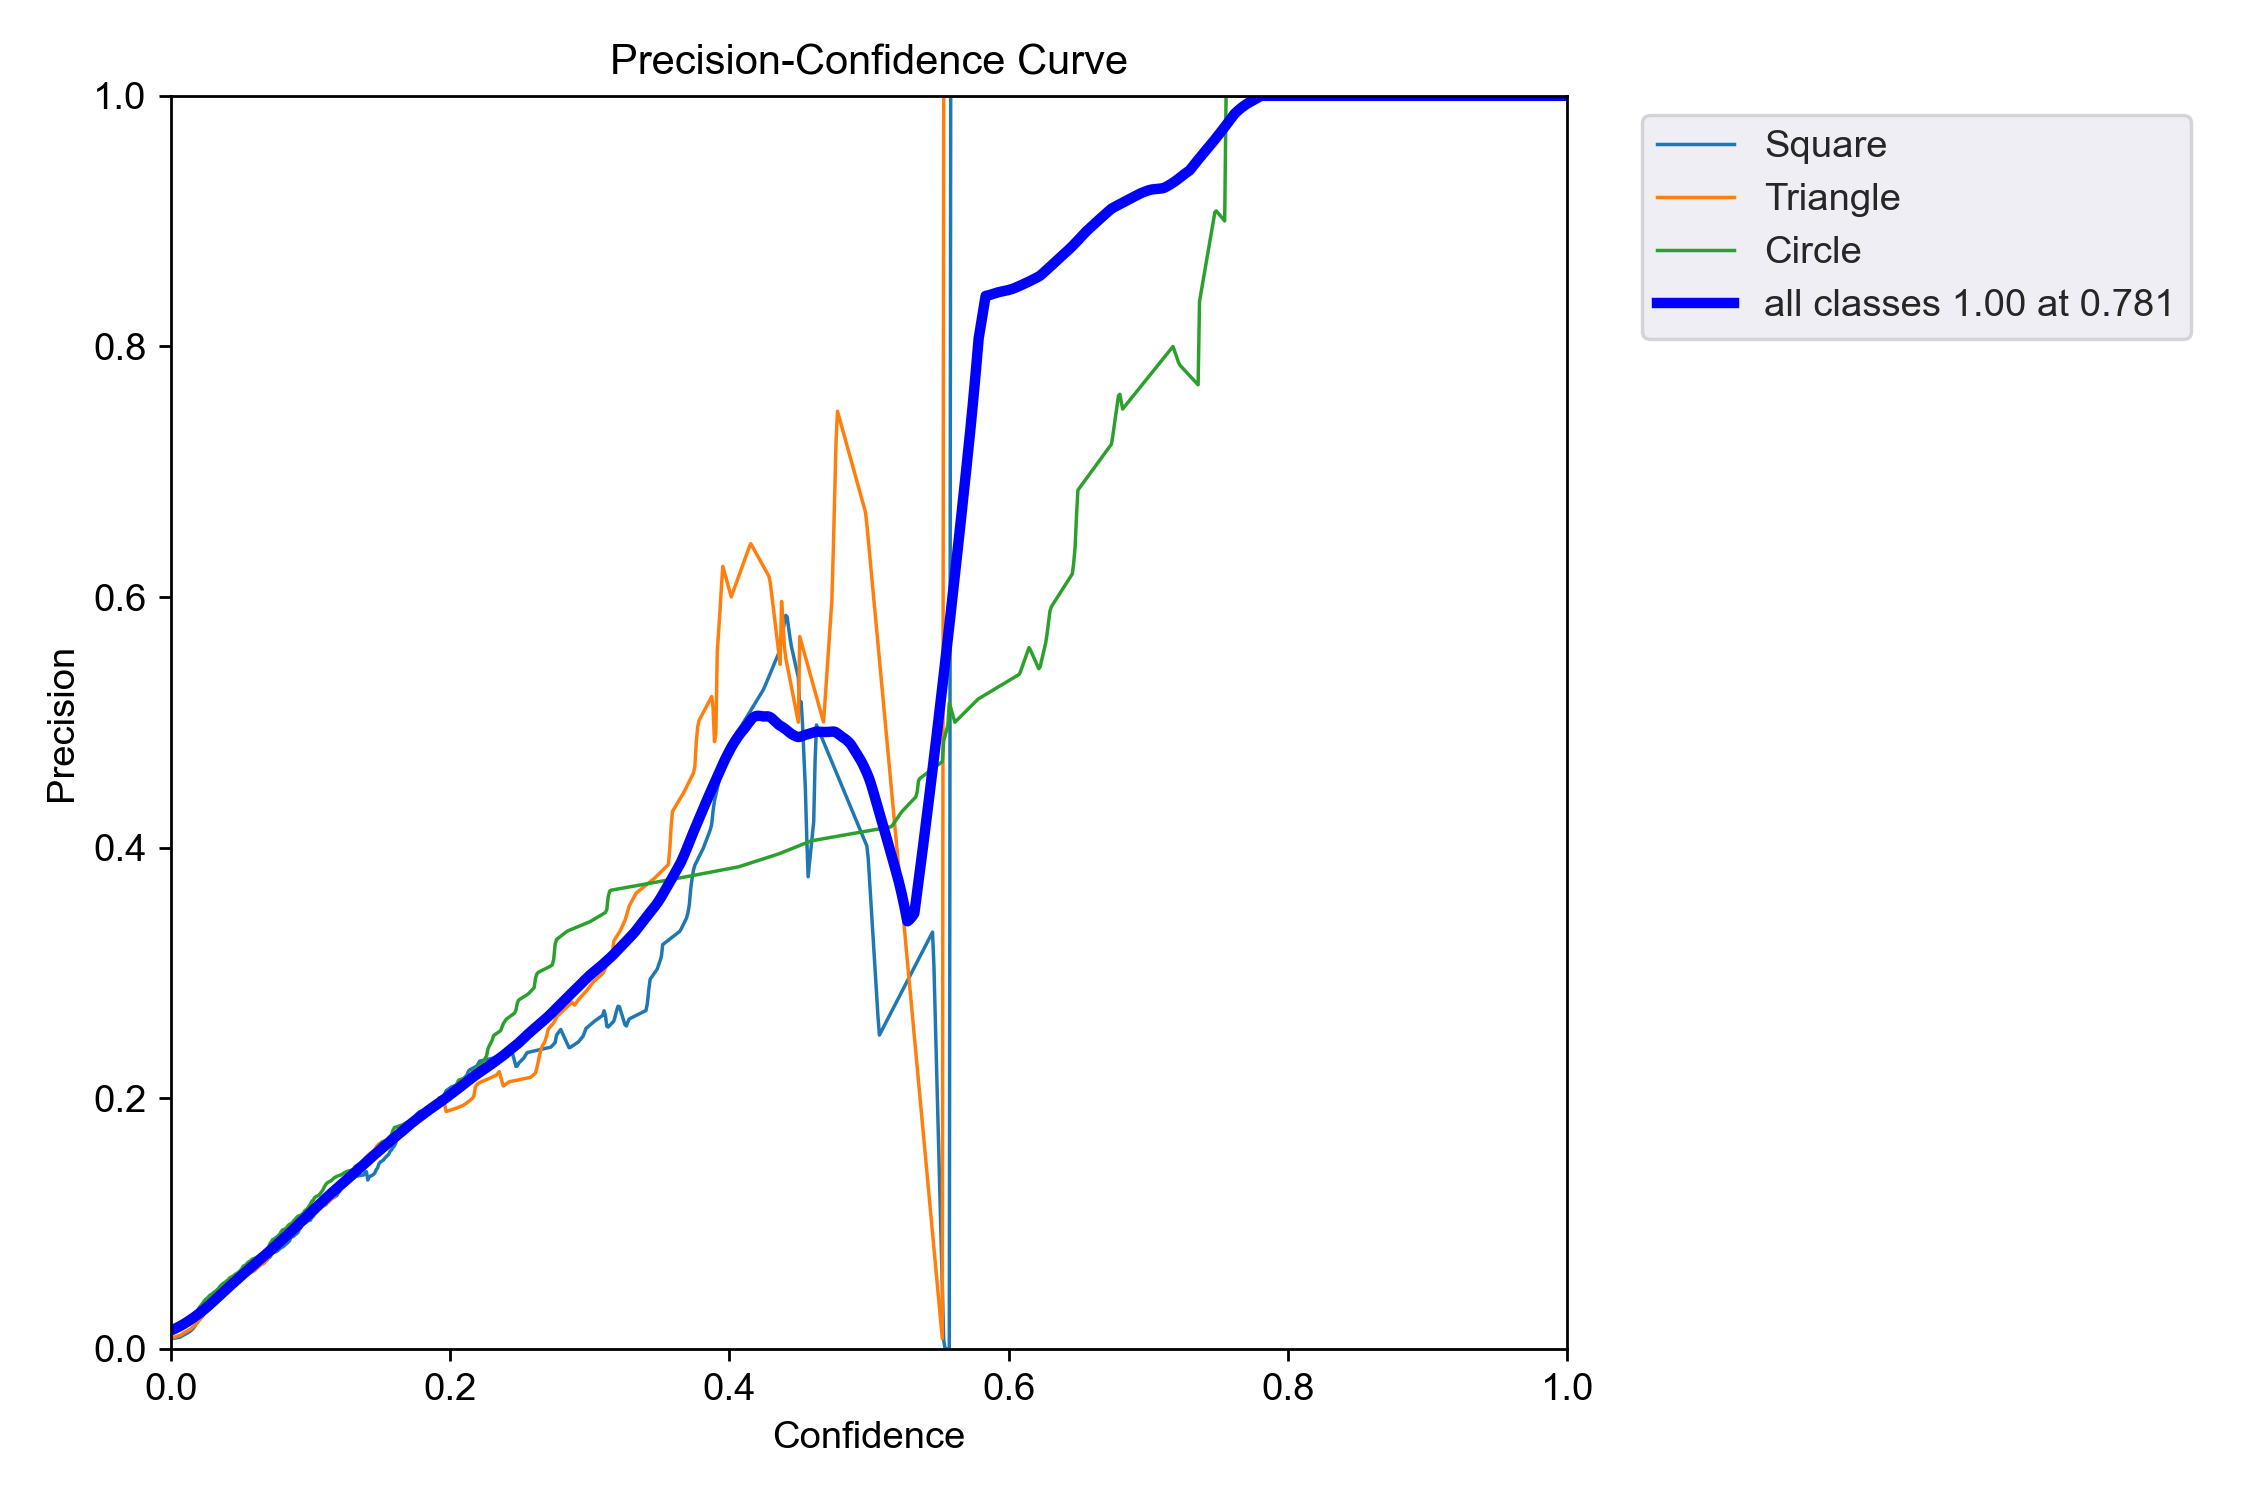 Precision-Confidence Curve
1.0
0.8
0.6
0.4
0.2
0.0
Precision
0.0 0.2 0.4 0.6 0.8 1.0
Confidence
Square
Triangle
Circle
all classes 1.00 at 0.781